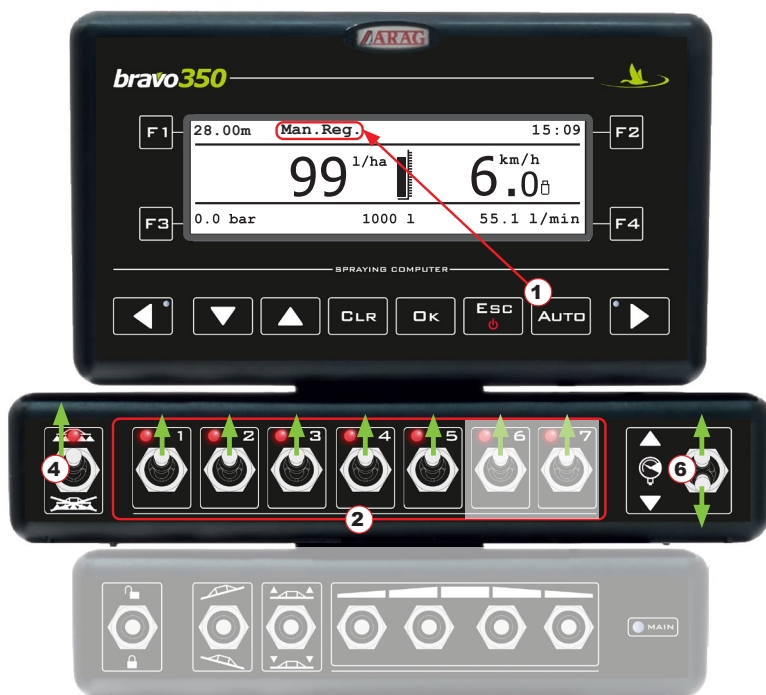 ARAG
bravo350
F1
28.00m Man.Reg. 15:09
F2
99 l/ha 6.0 km/h
F3
0.0 bar 1000 l 55.1 l/min
F4
SPRAYING COMPUTER
1
CLR OK ESC AUTO
1 2 3 4 5 6 7
4
6
2
MAIN